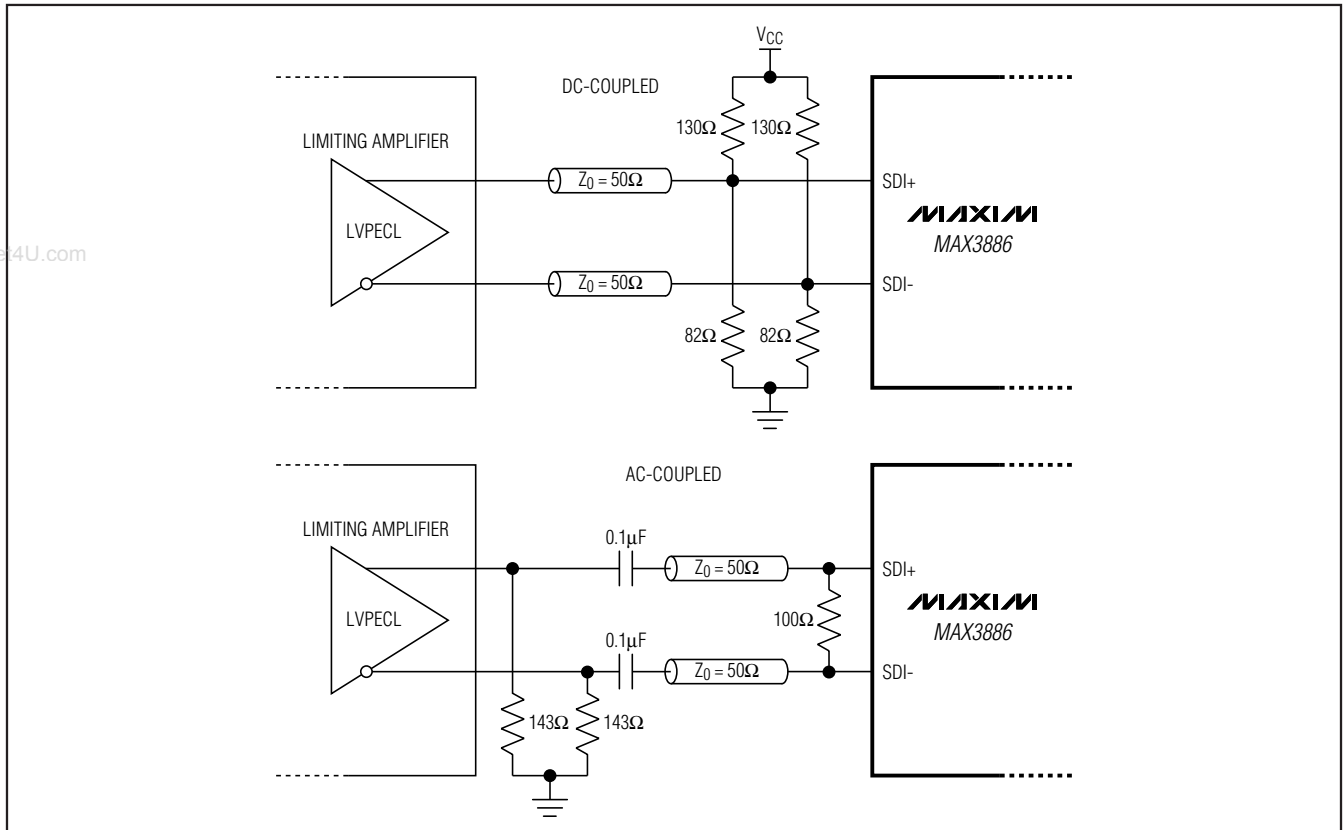 VCC
DC-COUPLED
130Ω 130Ω
LIMITING AMPLIFIER
Z0 = 50Ω
SDI+
MAXIM
MAX3886
LVPECL
et4U.com
Z0 = 50Ω
SDI-
82Ω 82Ω
AC-COUPLED
LIMITING AMPLIFIER
0.1μF
Z0 = 50Ω
SDI+
MAXIM
MAX3886
100Ω
LVPECL
0.1μF
Z0 = 50Ω
SDI-
143Ω 143Ω